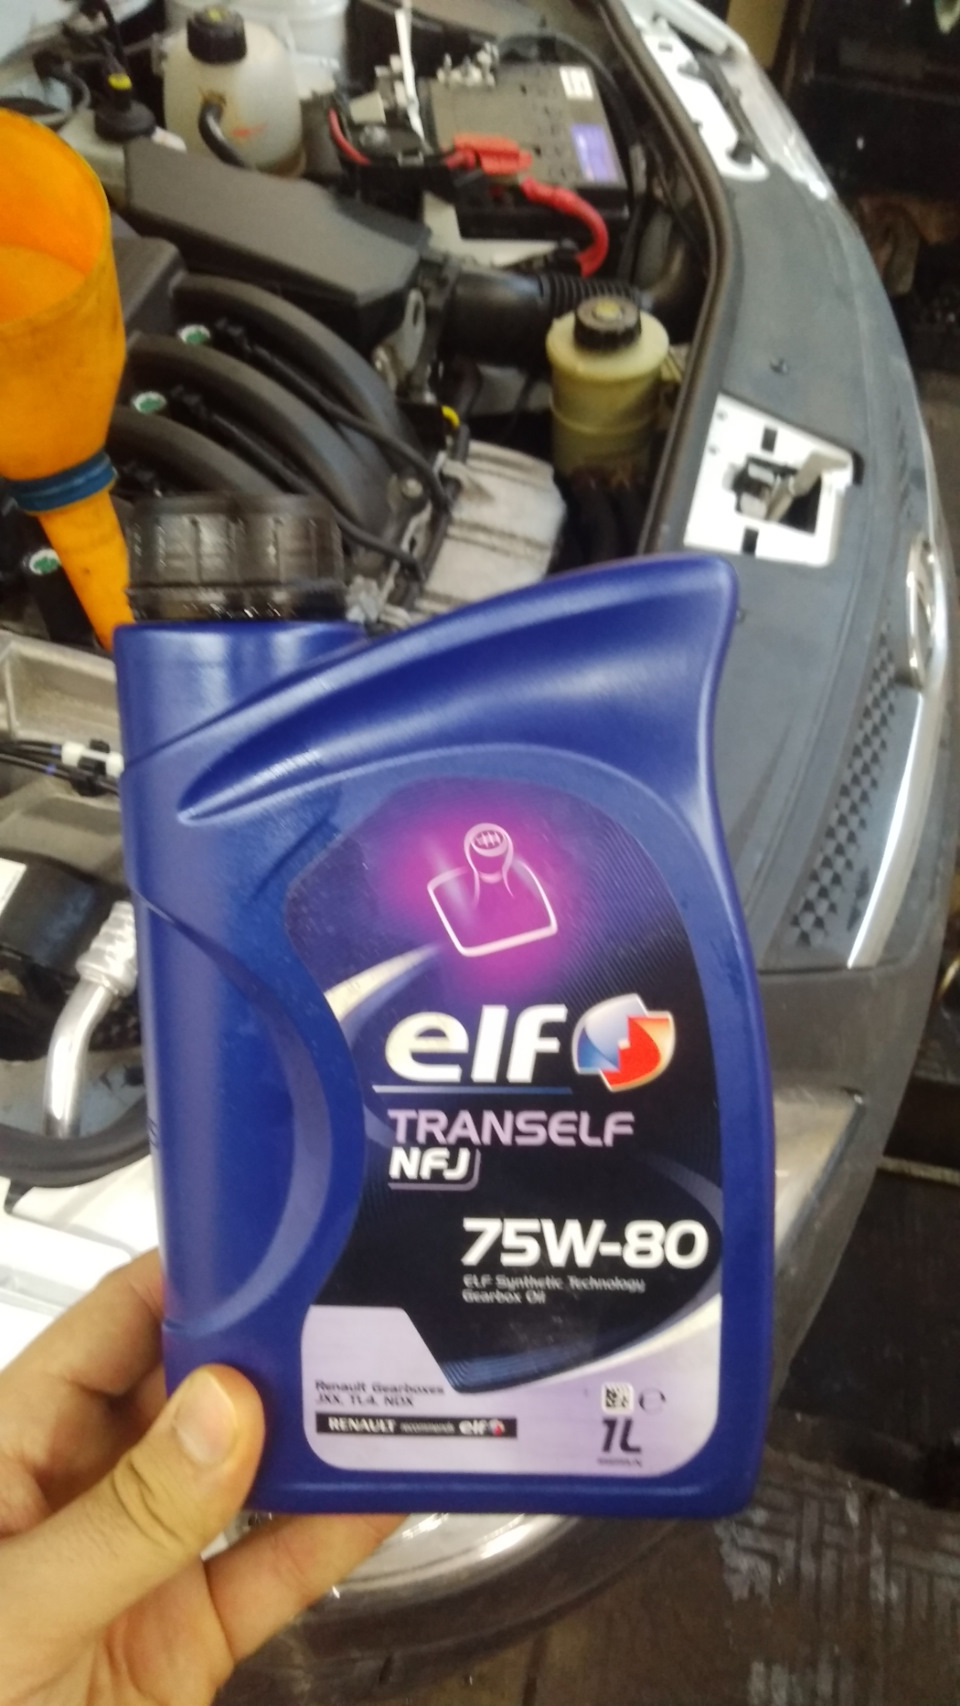 elf
TRANSELF
NFJ
75W-80
ELF Synthetic Technology
Gearbox Oil
Renault Gearboxes
JXX, TL4, NDX
RENAULT recommends elf
1L